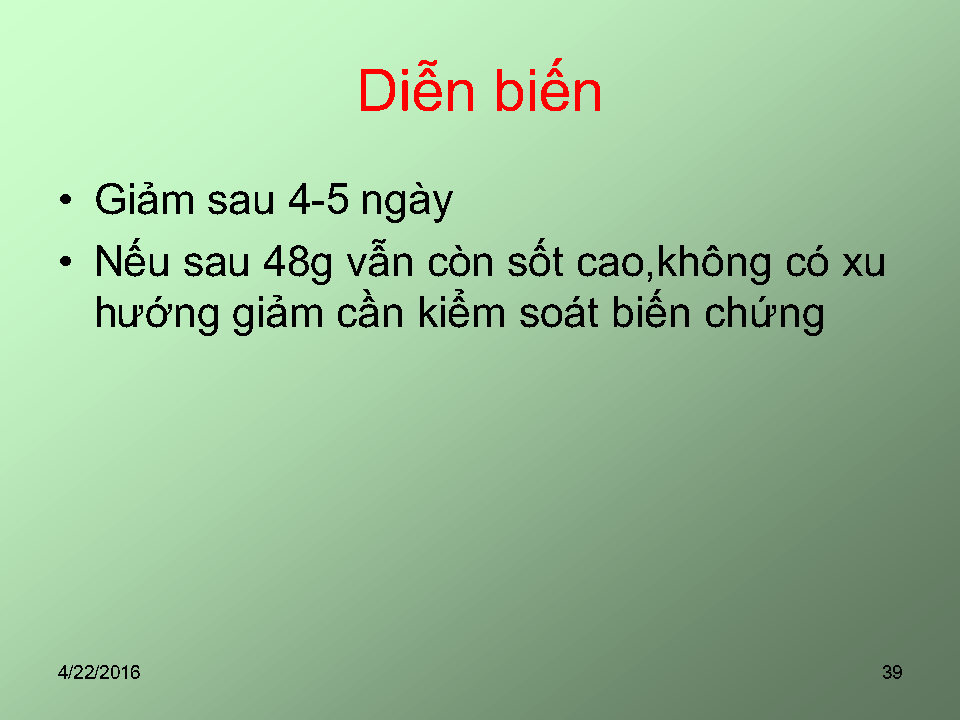 Diễn biến
• Giảm sau 4-5 ngày
• Nếu sau 48g vẫn còn sốt cao,không có xu
hướng giảm cần kiểm soát biến chứng
4/22/2016
39